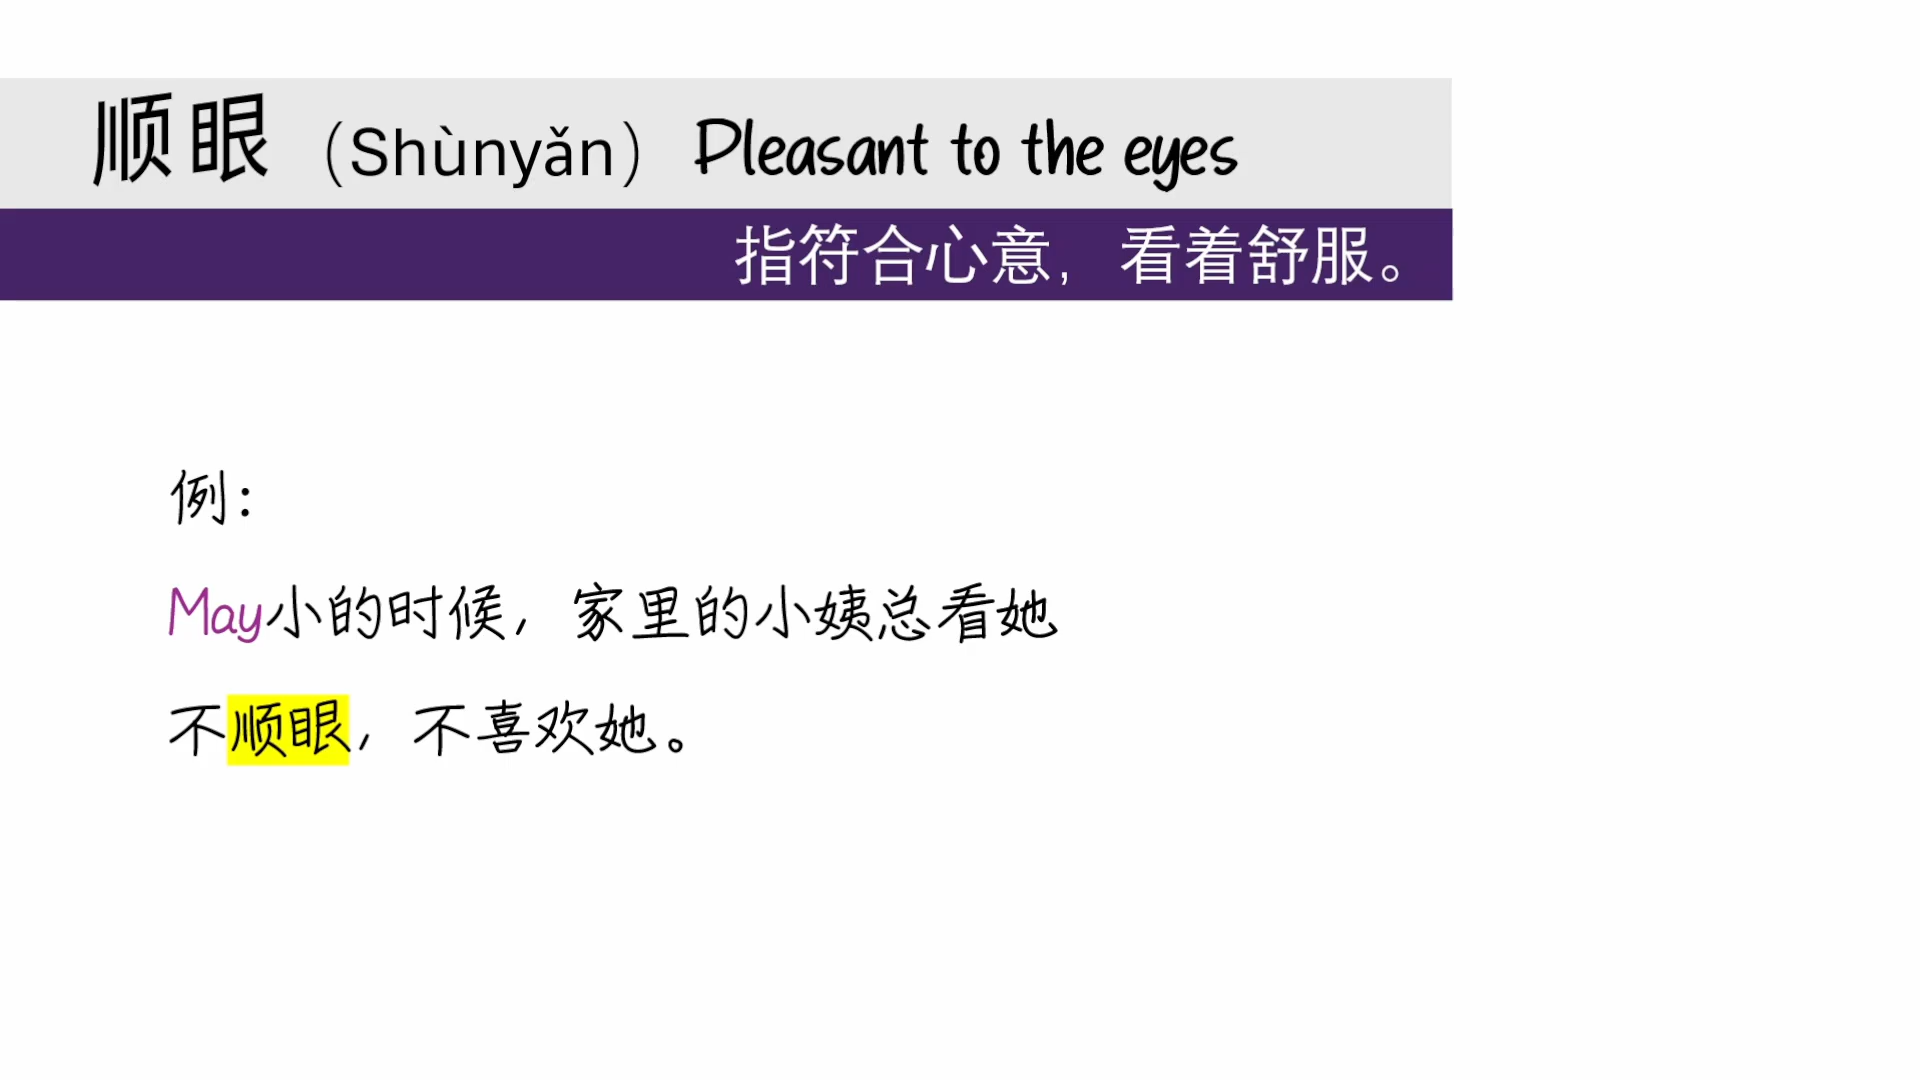 顺眼（Shùnyǎn）Pleasant to the eyes
指符合心意，看着舒服。
例：
May小的时候，家里的小姨总看她
不顺眼，不喜欢她。